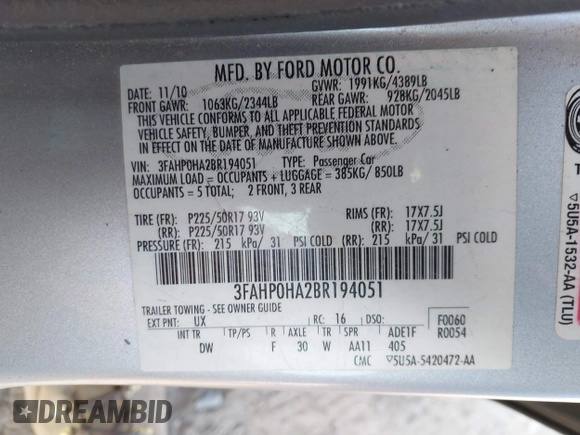 MFD. BY FORD MOTOR CO.
DATE: 11/10 GVWR: 1991KG/4389LB
FRONT GAWR: 1063KG/2344LB REAR GAWR: 928KG/2045LB
THIS VEHICLE CONFORMS TO ALL APPLICABLE FEDERAL MOTOR
VEHICLE SAFETY, BUMPER, AND THEFT PREVENTION STANDARDS
IN EFFECT ON THE DATE OF MANUFACTURE SHOWN ABOVE.
VIN: 3FAHP0HA2BR194051 TYPE: Passenger Car
MAXIMUM LOAD = OCCUPANTS + LUGGAGE = 385KG/ 850LB
OCCUPANTS = 5 TOTAL; 2 FRONT, 3 REAR
TIRE (FR): P225/50R17 93V RIMS (FR): 17X7.5J
(RR): P225/50R17 93V (RR): 17X7.5J
PRESSURE (FR): 215 kPa/ 31 PSI COLD (RR): 215 kPa/ 31 PSI COLD
3FAHP0HA2BR194051
TRAILER TOWING - SEE OWNER GUIDE
EXT PNT: UX RC: 16 DSO: F0060
R0054
INT TR TP/PS R AXLE TR SPR ADE1F
DW F 30 W AA11 405
CMC ▽5U5A-5420472-AA
▽5U5A-1532-AA (TLU)
DREAMBID